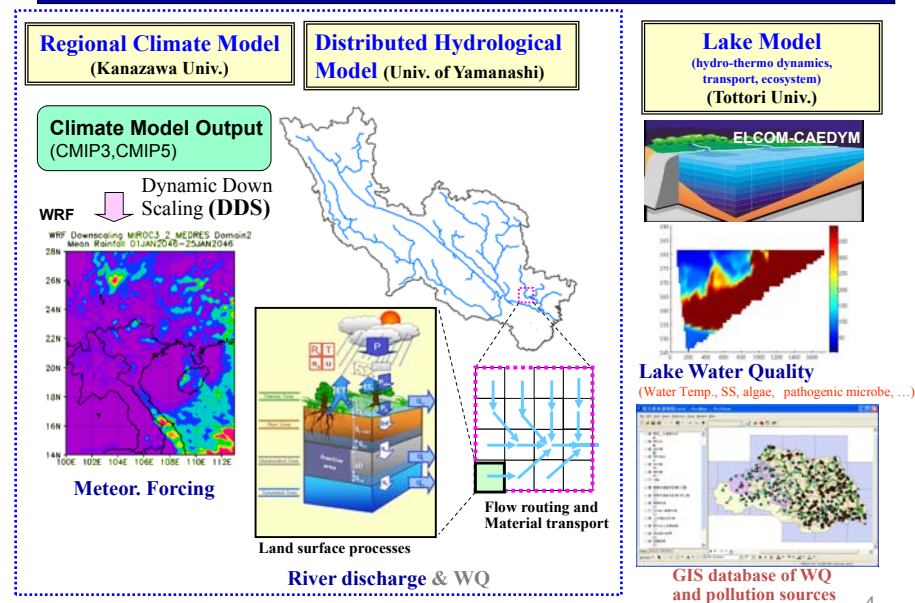 Regional Climate Model
(Kanazawa Univ.)
Distributed Hydrological
Model (Univ. of Yamanashi)
Lake Model
(hydro-thermo dynamics,
transport, ecosystem)
(Tottori Univ.)
Climate Model Output
(CMIP3,CMIP5)
Dynamic Down
Scaling (DDS)
WRF
WRF Downscaling MIROC3_2_MEDRES Domain2
Mean Rainfall 01JAN2046-25JAN2046
28N
26N
24N
22N
20N
18N
16N
14N
100E 102E 104E 106E 108E 110E 112E
Meteor. Forcing
P
Land surface processes
Flow routing and
Material transport
River discharge & WQ
ELCOM-CAEDYM
Lake Water Quality
(Water Temp., SS, algae, pathogenic microbe, …)
GIS database of WQ
and pollution sources
4